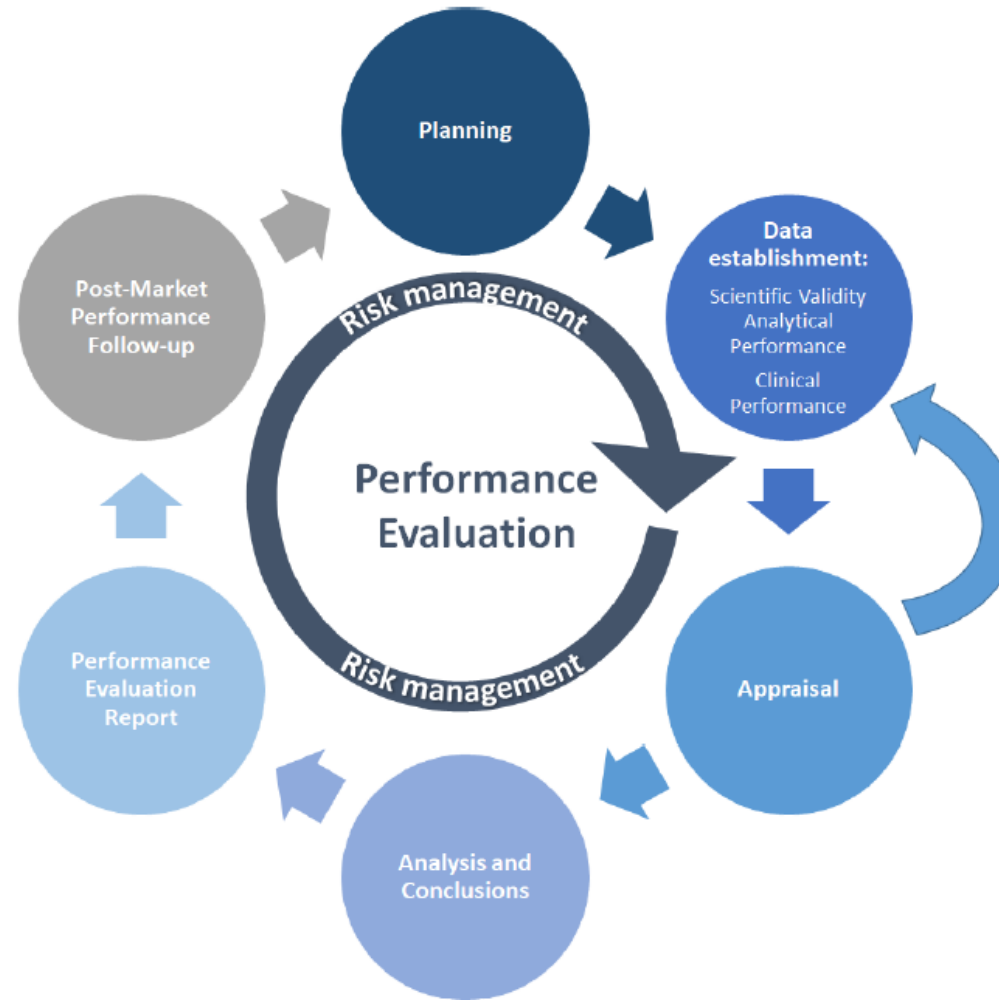 Planning
Data
establishment:
Scientific Validity
Analytical
Performance
Clinical
Performance
Post-Market
Performance
Follow-up
Risk management
Performance
Evaluation
Risk management
Performance
Evaluation
Report
Appraisal
Analysis and
Conclusions